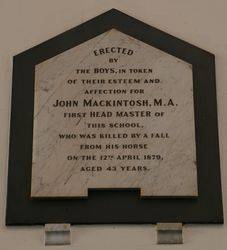 ERECTED
BY
THE BOYS, IN TOKEN
OF THEIR ESTEEM AND
AFFECTION FOR
JOHN MACKINTOSH, M.A.
FIRST HEAD MASTER OF
THIS SCHOOL,
WHO WAS KILLED BY A FALL
FROM HIS HORSE
ON THE 12TH APRIL 1879,
AGED 43 YEARS.